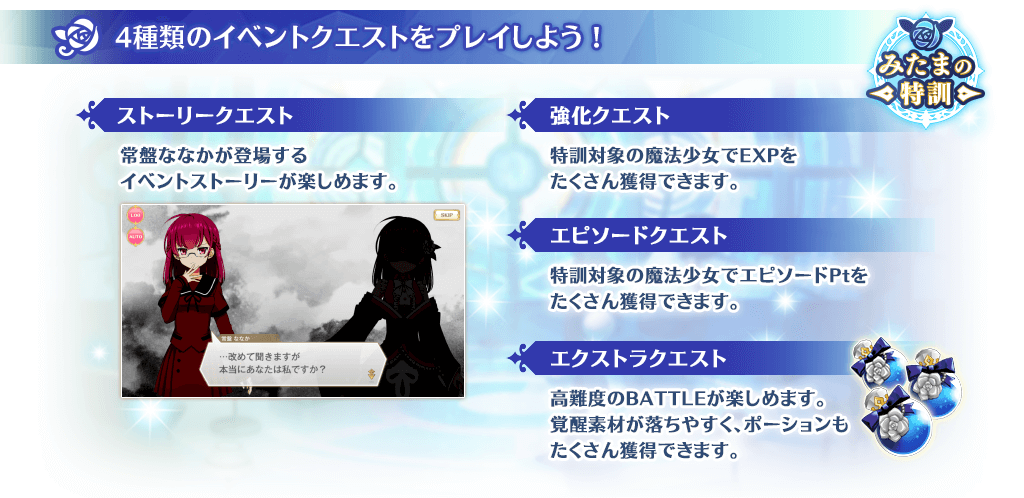 4種類のイベントクエストをプレイしよう!
みたまの
特訓
ストーリークエスト
常盤ななかが登場する
イベントストーリーが楽しめます。
LOG
AUTO
SKIP
常盤 ななか
…改めて聞きますが
本当にあなたは私ですか?
強化クエスト
特訓対象の魔法少女でEXPを
たくさん獲得できます。
エピソードクエスト
特訓対象の魔法少女でエピソードPtを
たくさん獲得できます。
エクストラクエスト
高難度のBATTLEが楽しめます。
覚醒素材が落ちやすく、ポーションも
たくさん獲得できます。